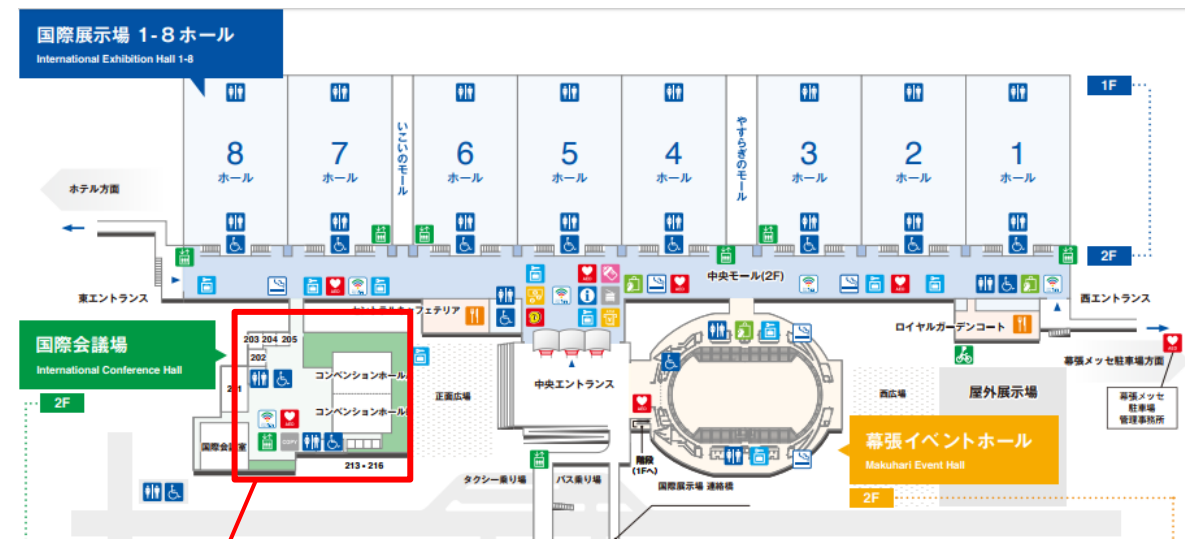 国際展示場 1-8ホール
International Exhibition Hall 1-8
1F
8
ホール
7
ホール
いこいのモール
6
ホール
5
ホール
4
ホール
やすらぎのモール
3
ホール
2
ホール
1
ホール
ホテル方面
2F
中央モール(2F)
東エントランス
西エントランス
フェテリア
ロイヤルガーデンコート
国際会議場
International Conference Hall
203 204 205
202
2F
コンベンションホール
コンベンションホール
正面広場
中央エントランス
西広場
屋外展示場
幕張メッセ駐車場方面
幕張メッセ
駐車場
管理事務所
国際会議室
COPY
213・216
階段
(1Fへ)
幕張イベントホール
Makuhari Event Hall
タクシー乗り場
バス乗り場
国際展示場 連絡橋
2F